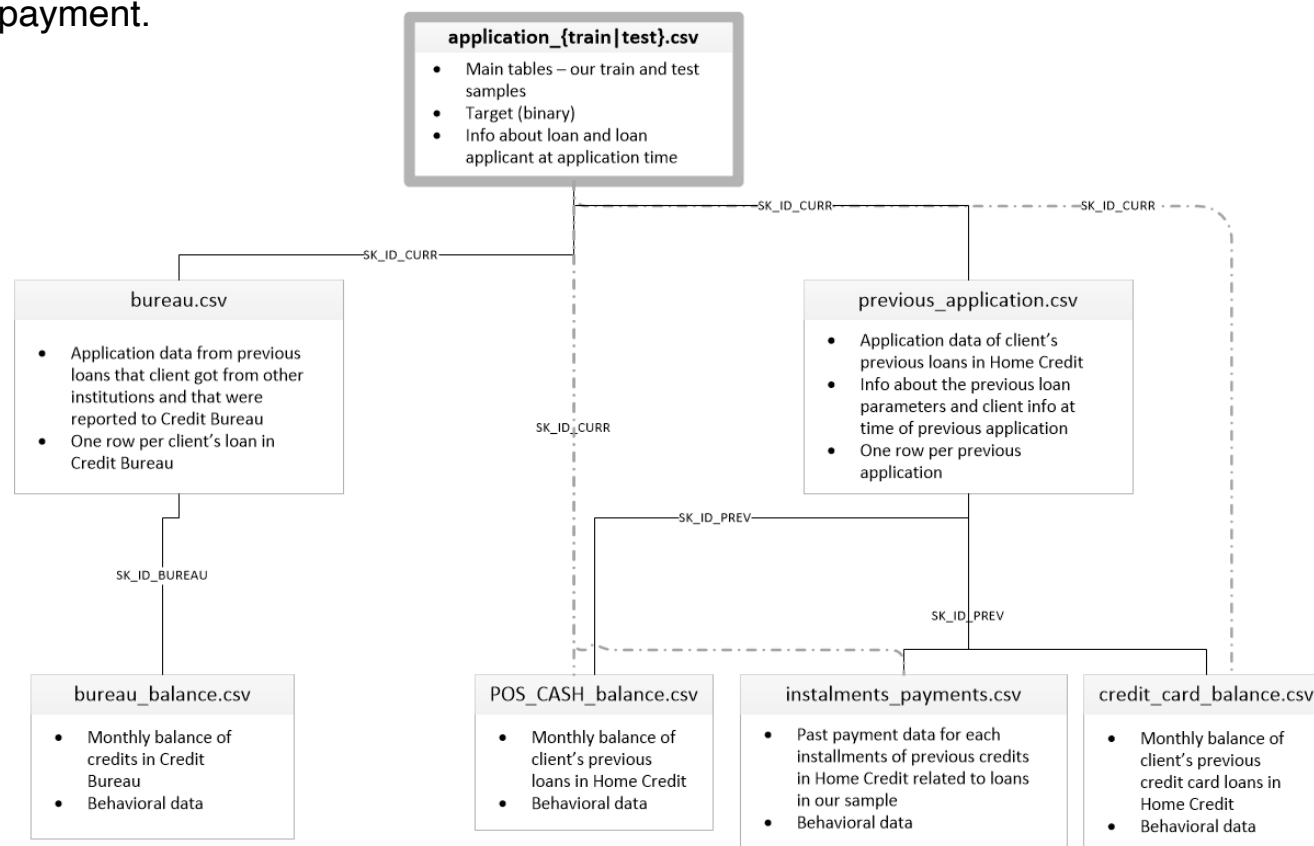 payment.
application_{train|test}.csv
• Main tables – our train and test
samples
• Target (binary)
• Info about loan and loan
applicant at application time
SK_ID_CURR
SK_ID_CURR
SK_ID_CURR
bureau.csv
• Application data from previous
loans that client got from other
institutions and that were
reported to Credit Bureau
• One row per client's loan in
Credit Bureau
previous_application.csv
• Application data of client's
previous loans in Home Credit
• Info about the previous loan
parameters and client info at
time of previous application
• One row per previous
application
SK_ID_CURR
SK_ID_PREV
SK_ID_BUREAU
SK_ID_PREV
bureau_balance.csv
• Monthly balance of
credits in Credit
Bureau
• Behavioral data
POS_CASH_balance.csv
• Monthly balance of
client's previous
loans in Home Credit
• Behavioral data
instalments_payments.csv
• Past payment data for each
installments of previous credits
in Home Credit related to loans
in our sample
• Behavioral data
credit_card_balance.csv
• Monthly balance of
client's previous
credit card loans in
Home Credit
• Behavioral data